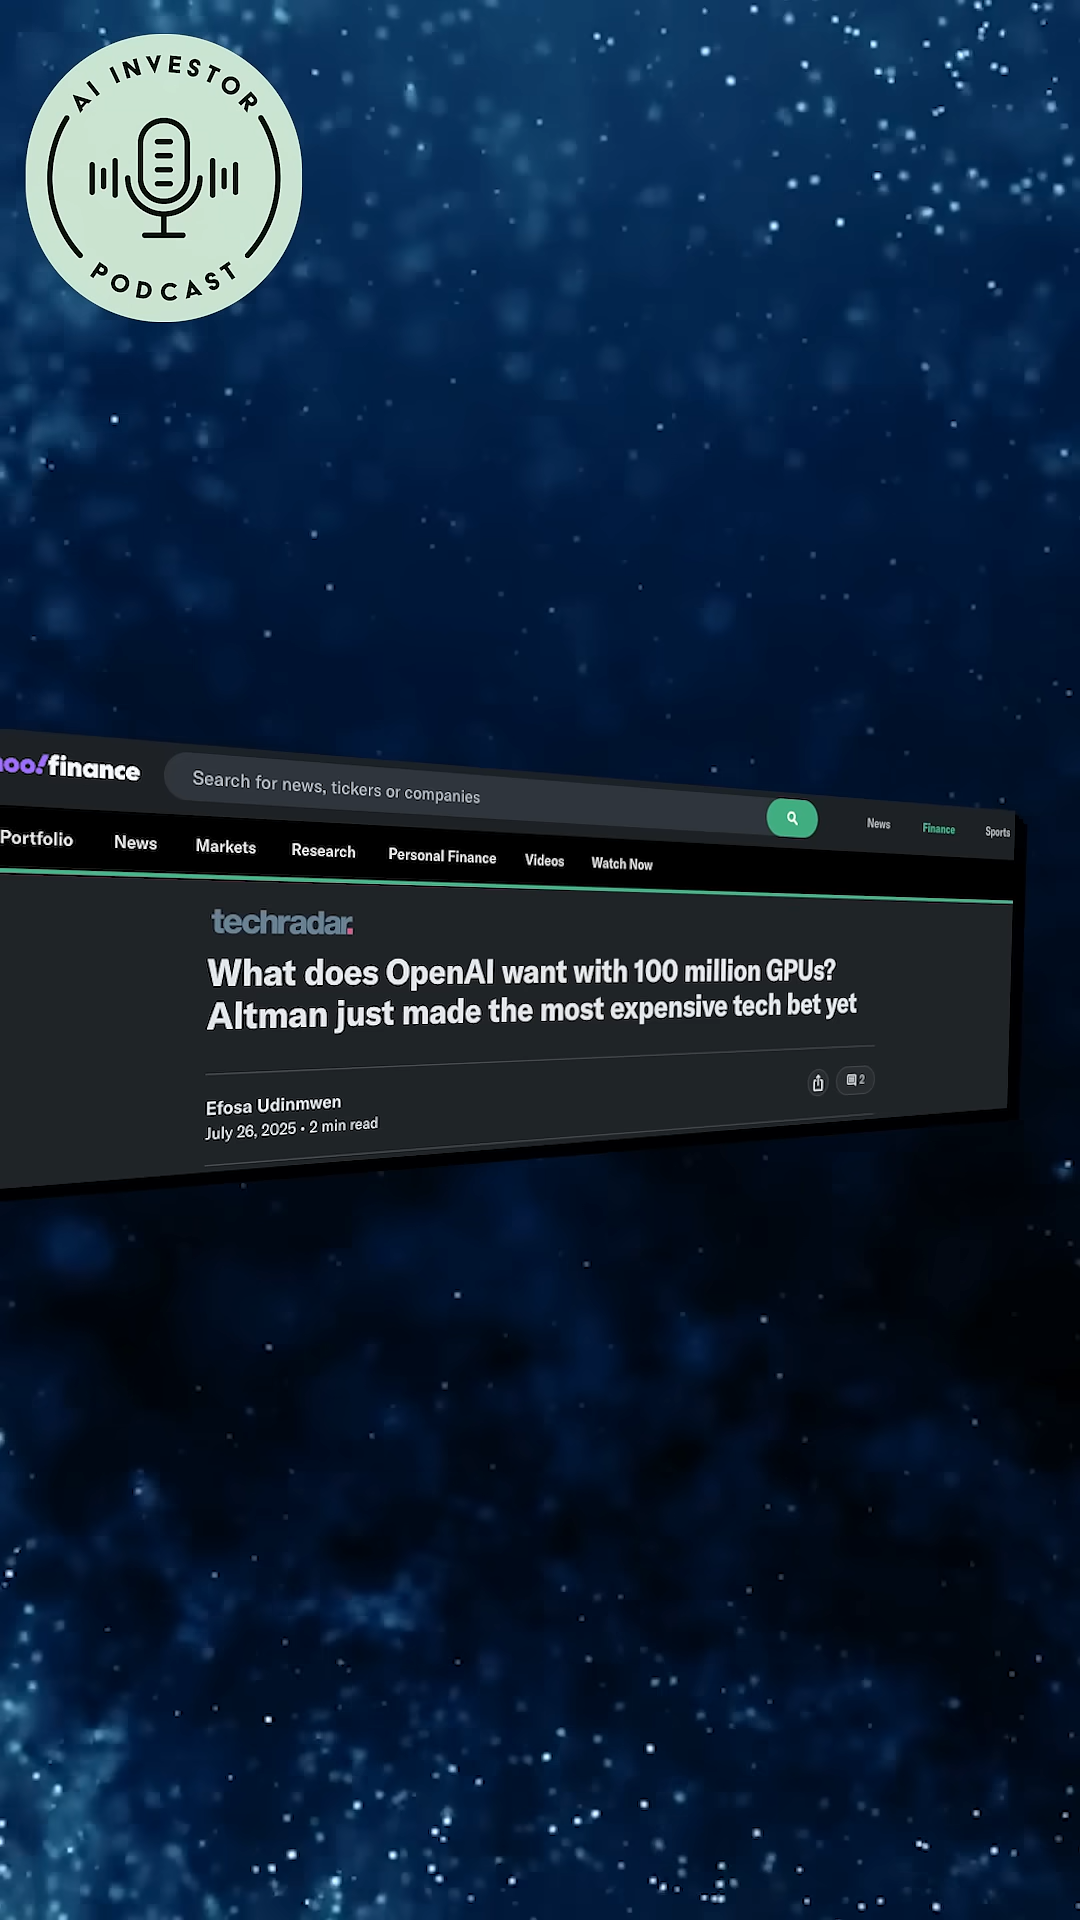 AI INVESTOR
PODCAST
oo!finance
Search for news, tickers or companies
News
Finance
Sports
Portfolio
News
Markets
Research
Personal Finance
Videos
Watch Now
techradar.
What does OpenAI want with 100 million GPUs?
Altman just made the most expensive tech bet yet
2
Efosa Udinmwen
July 26, 2025 • 2 min read